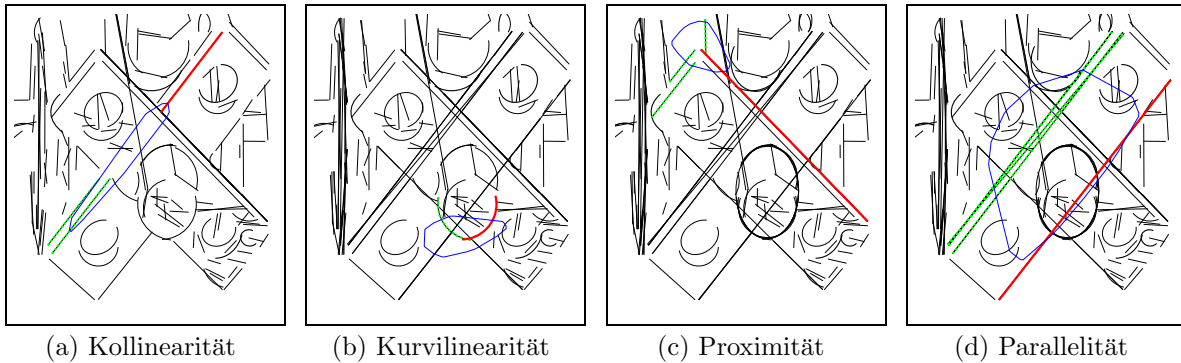 (a) Kollinearität
(b) Kurvilinearität
(c) Proximität
(d) Parallelität